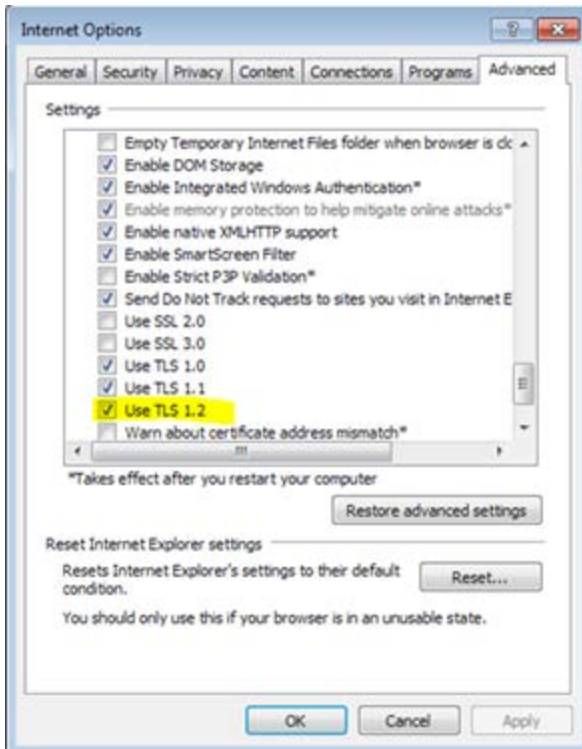 Internet Options
General Security Privacy Content Connections Programs Advanced
Settings
Empty Temporary Internet Files folder when browser is clc
Enable DOM Storage
Enable Integrated Windows Authentication*
Enable memory protection to help mitigate online attacks*
Enable native XMLHTTP support
Enable SmartScreen Filter
Enable Strict P3P Validation*
Send Do Not Track requests to sites you visit in Internet E
Use SSL 2.0
Use SSL 3.0
Use TLS 1.0
Use TLS 1.1
Use TLS 1.2
Warn about certificate address mismatch*
*Takes effect after you restart your computer
Restore advanced settings
Reset Internet Explorer settings
Resets Internet Explorer's settings to their default
condition.
Reset...
You should only use this if your browser is in an unusable state.
OK Cancel Apply